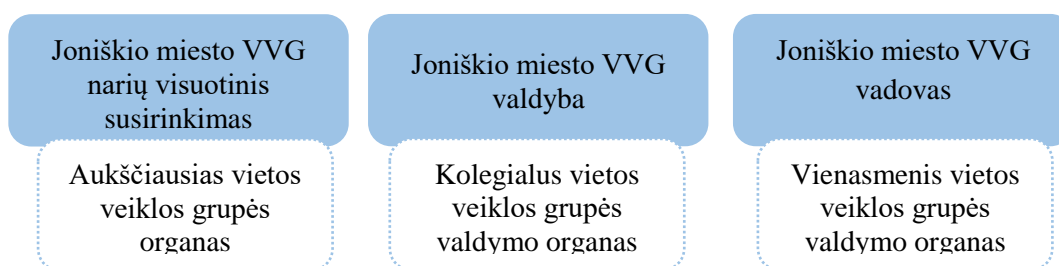 Joniškio miesto VVG
narių visuotinis
susirinkimas
Aukščiausias vietos
veiklos grupės
organas
Joniškio miesto VVG
valdyba
Kolegialus vietos
veiklos grupės
valdymo organas
Joniškio miesto VVG
vadovas
Vienasmenis vietos
veiklos grupės
valdymo organas